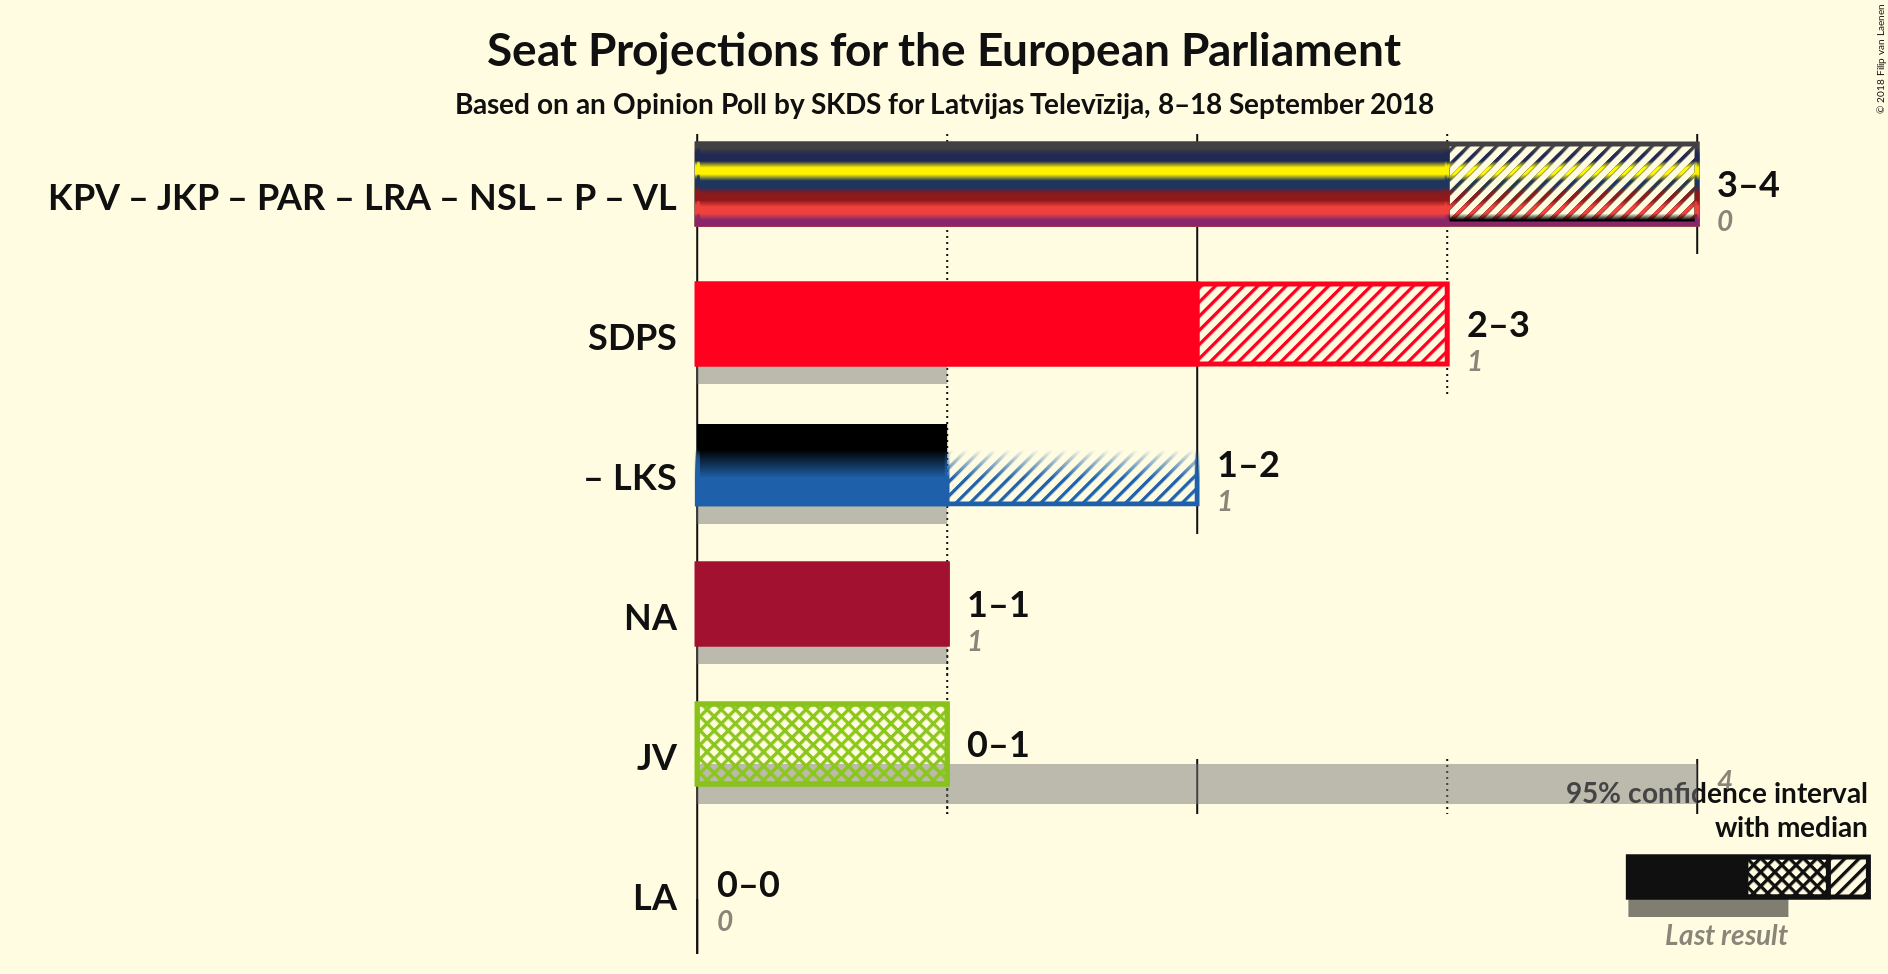 Seat Projections for the European Parliament
Based on an Opinion Poll by SKDS for Latvijas Televīzija, 8–18 September 2018
© 2018 Filip van Laenen
KPV – JKP – PAR – LRA – NSL – P – VL
3–4
0
SDPS
2–3
1
– LKS
1–2
1
NA
1–1
1
JV
0–1
4
95% confidence interval
with median
Last result
LA
0–0
0